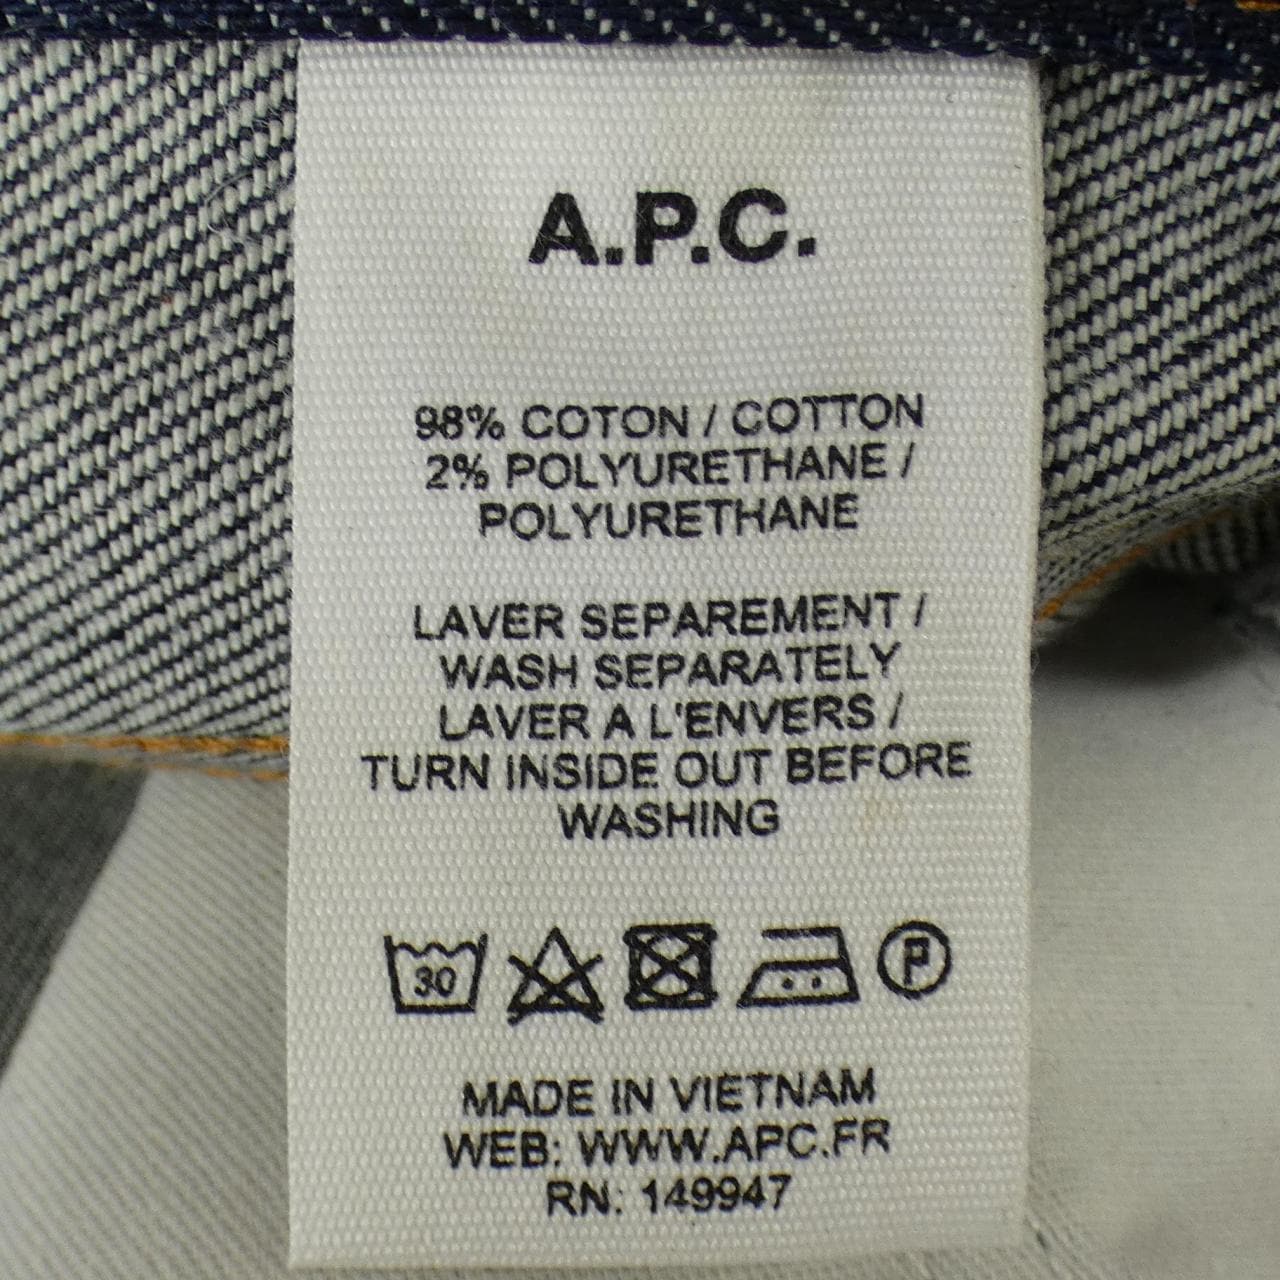 A.P.C.
98% COTON / COTTON
2% POLYURETHANE /
POLYURETHANE
LAVER SEPAREMENT /
WASH SEPARATELY
LAVER A L'ENVERS /
TURN INSIDE OUT BEFORE
WASHING
30 P
MADE IN VIETNAM
WEB: WWW.APC.FR
RN: 149947